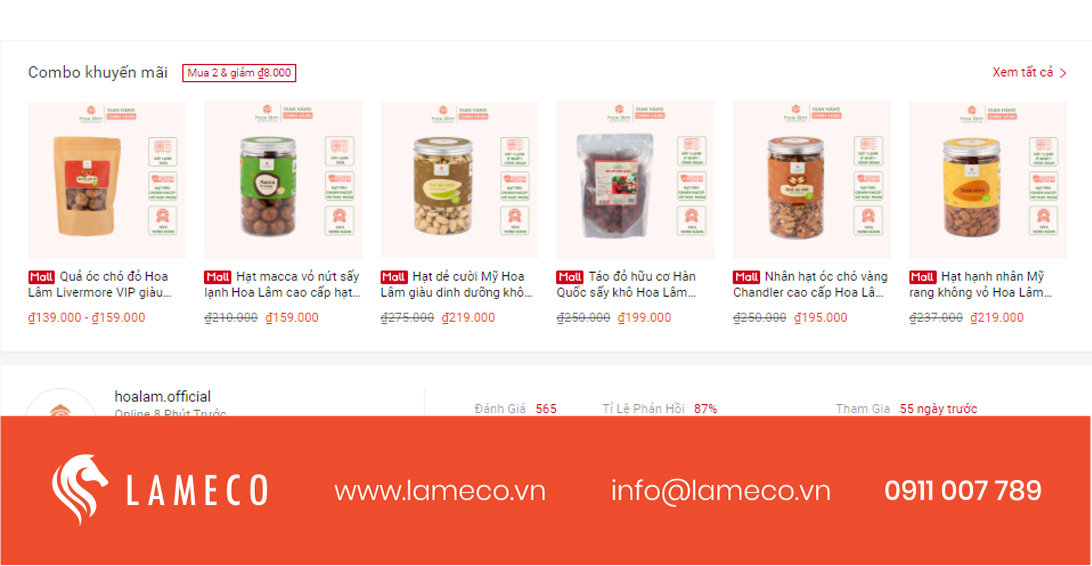 Combo khuyến mãi
Mua 2 & giảm ₫8.000
Xem tất cả
Mall Quả óc chó đỏ Hoa
Lâm Livermore VIP giàu...
₫139.000 - ₫159.000
Mall Hạt macca vỏ nứt sấy
lạnh Hoa Lâm cao cấp hạt...
₫210.000 ₫159.000
Mall Hạt dẻ cười Mỹ Hoa
Lâm giàu dinh dưỡng khô...
₫275.000 ₫219.000
Mall Táo đỏ hữu cơ Hàn
Quốc sấy khô Hoa Lâm...
₫250.000 ₫199.000
Mall Nhân hạt óc chó vàng
Chandler cao cấp Hoa Lâ...
₫250.000 ₫195.000
Mall Hạt hạnh nhân Mỹ
rang không vỏ Hoa Lâm...
₫237.000 ₫219.000
hoalam.official
Online 8 Phút Trước
Đánh Giá 565
Tỉ Lệ Phản Hồi 87%
Tham Gia 55 ngày trước
LAMECO
www.lameco.vn
info@lameco.vn
0911 007 789